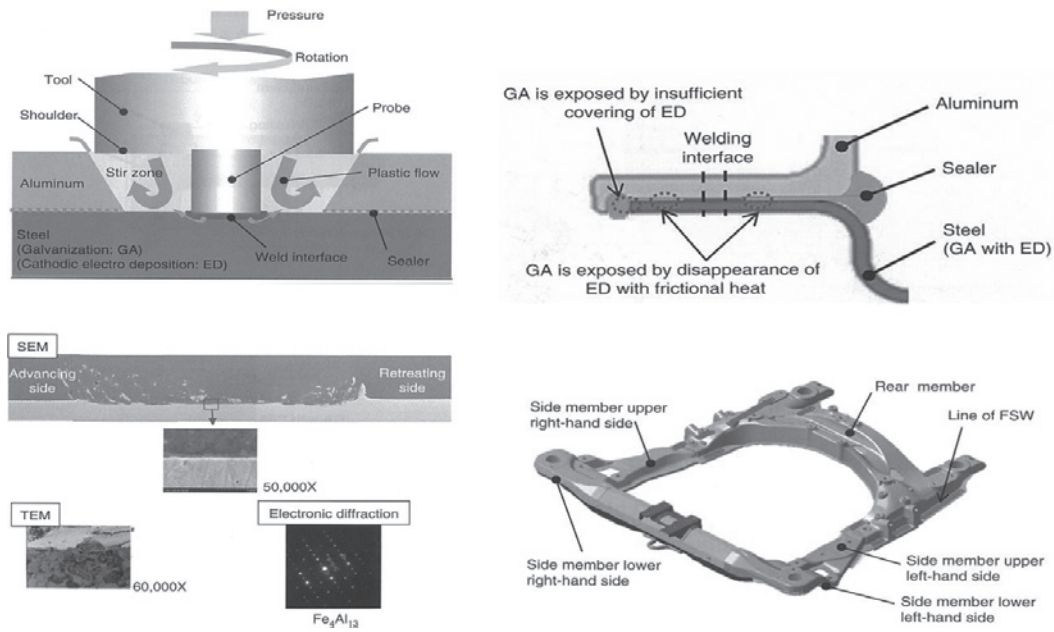 Pressure
Rotation
Tool
Shoulder
Probe
Stir zone
Aluminum
Plastic flow
Steel
(Galvanization: GA)
(Cathodic electro deposition: ED)
Weld interface
Sealer
GA is exposed by insufficient
covering of ED
Welding
interface
Aluminum
Sealer
Steel
(GA with ED)
GA is exposed by disappearance of
ED with frictional heat
SEM
Advancing
side
Retreating
side
50,000X
TEM
60,000X
Electronic diffraction
Fe₄Al₁₃
Rear member
Line of FSW
Side member upper
right-hand side
Side member lower
right-hand side
Side member upper
left-hand side
Side member lower
left-hand side